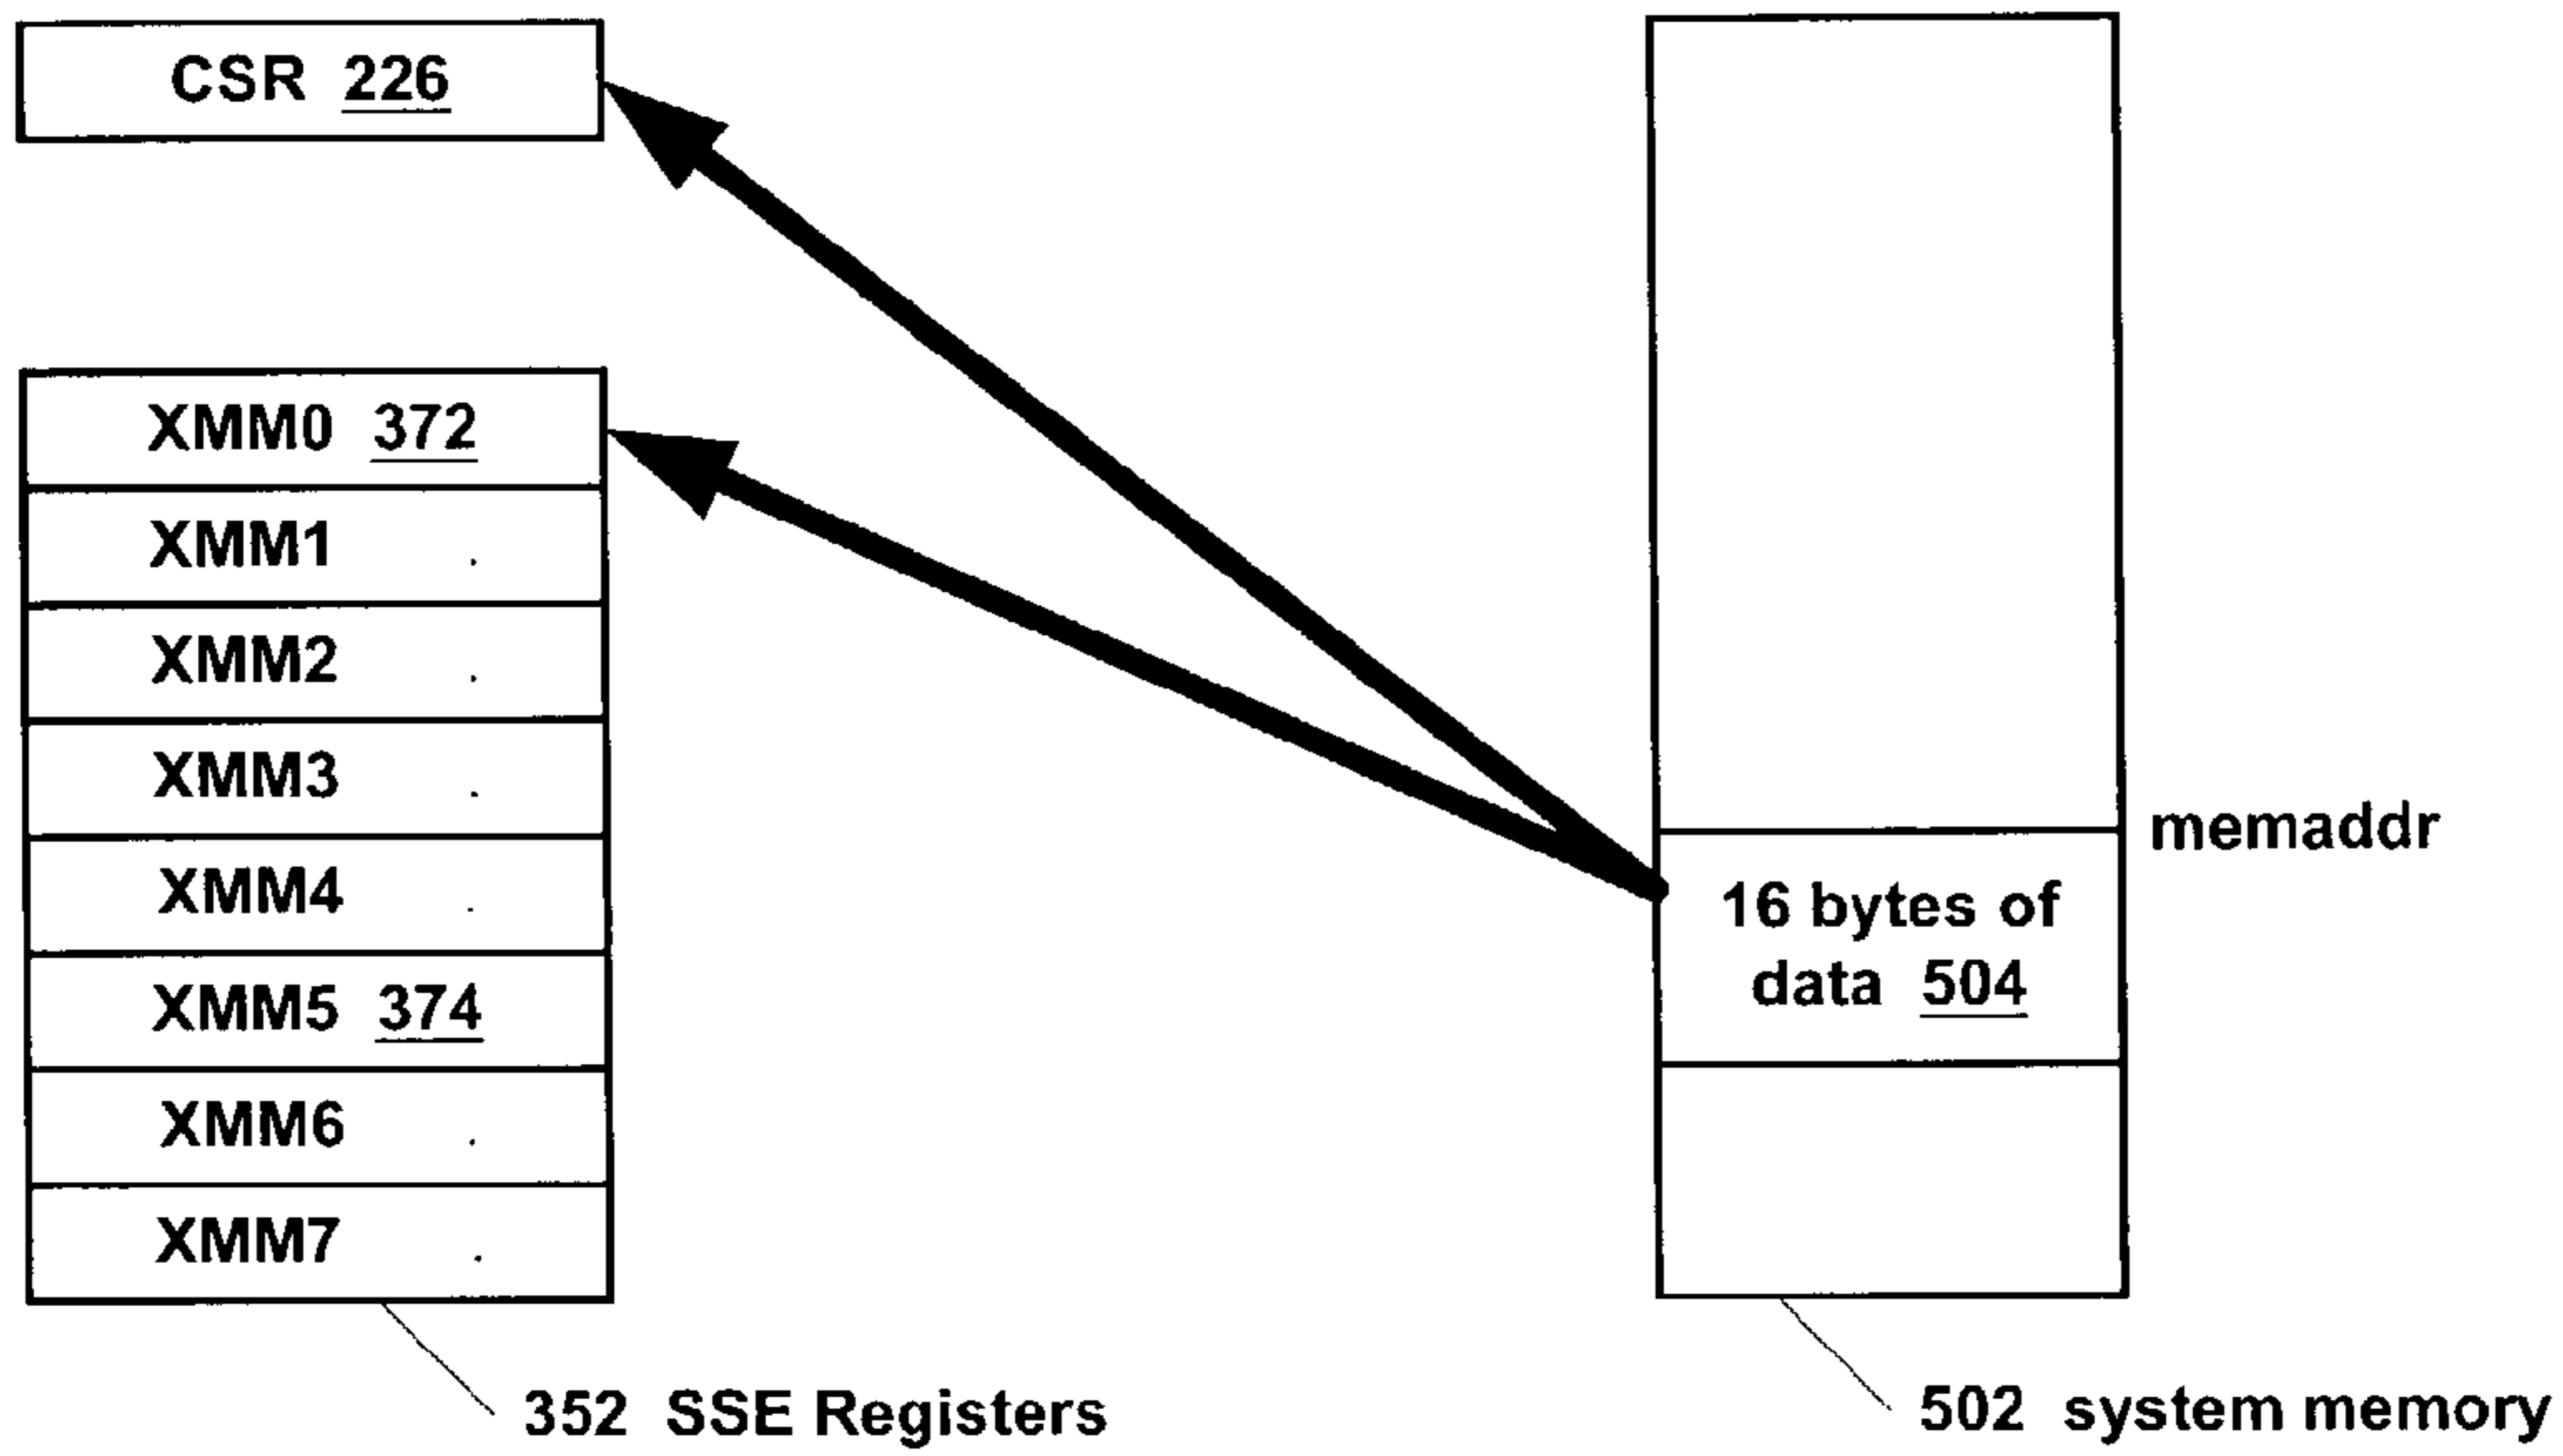 CSR 226
XMM0 372
XMM1 .
XMM2 .
XMM3 .
XMM4 .
XMM5 374
XMM6 .
XMM7 .
352 SSE Registers
memaddr
16 bytes of
data 504
502 system memory